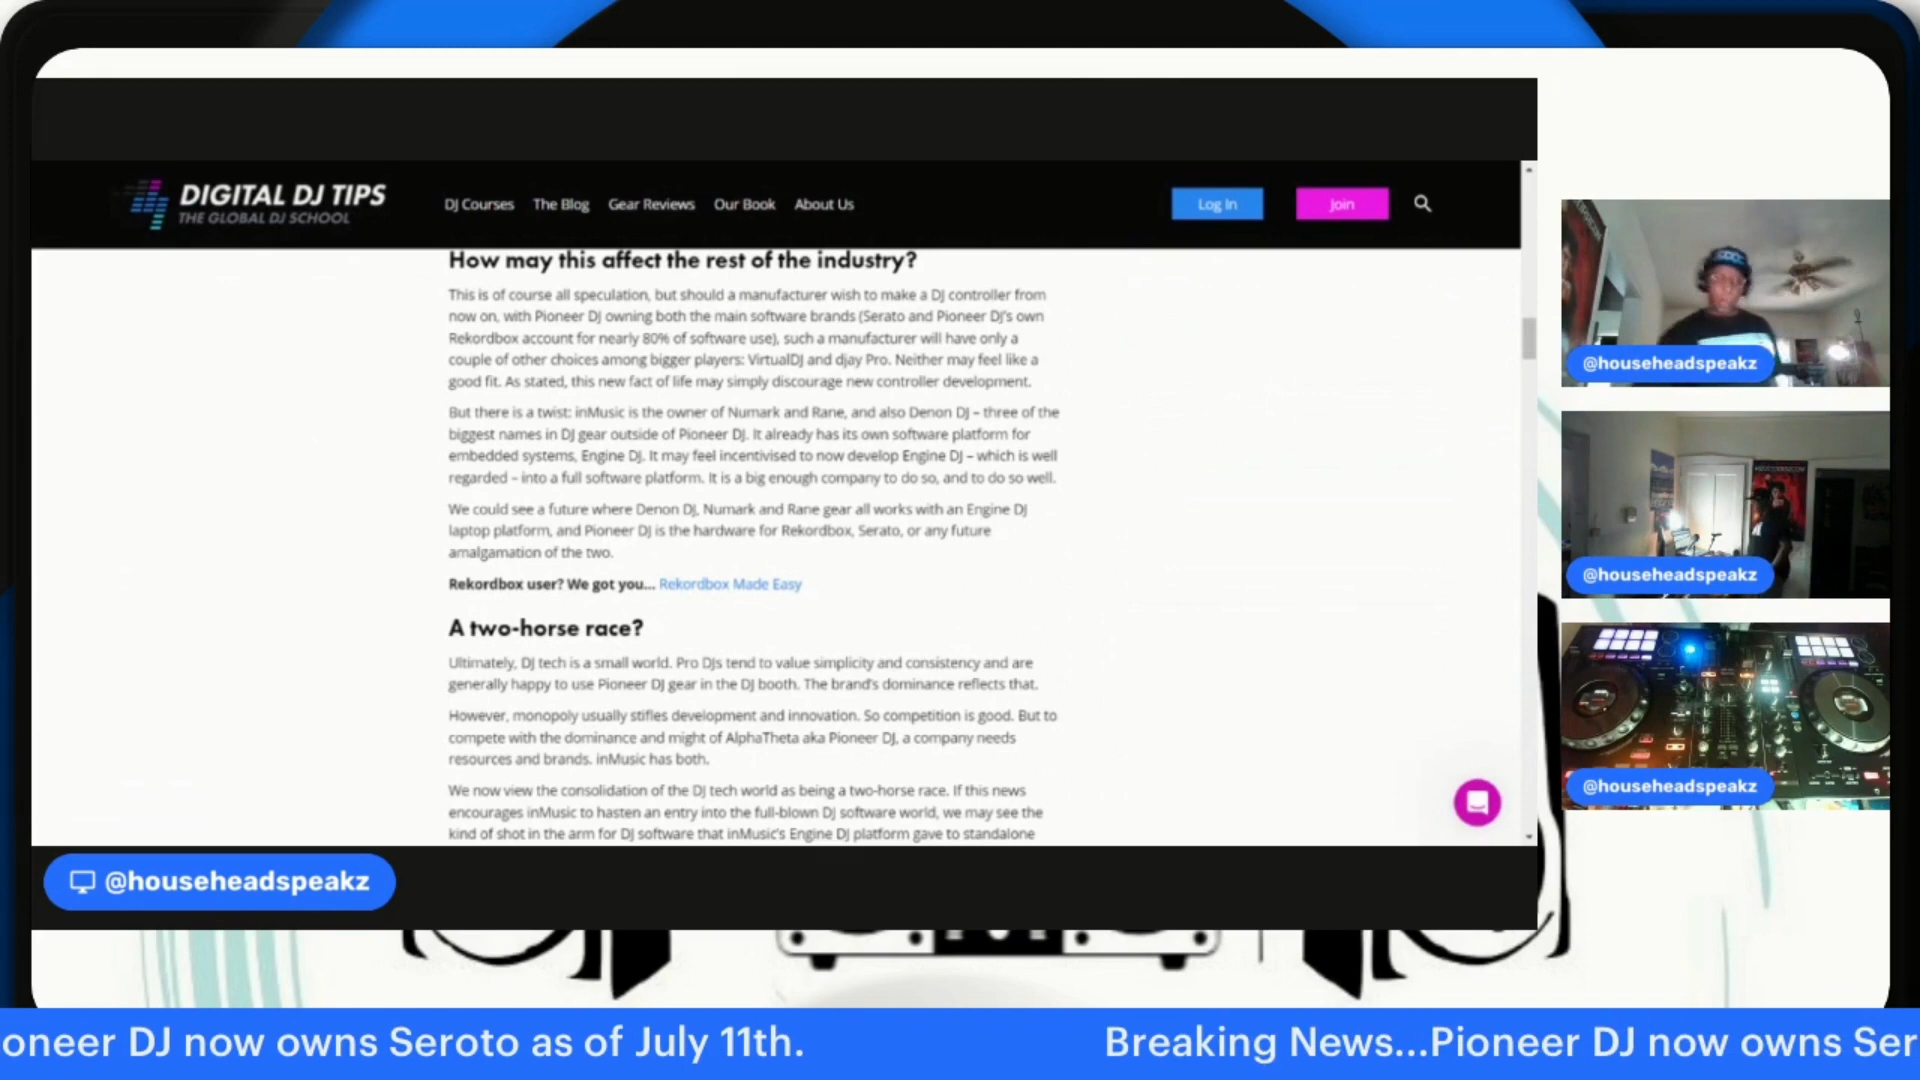 DIGITAL DJ TIPS
THE GLOBAL DJ SCHOOL
DJ Courses The Blog Gear Reviews Our Book About Us
Log In
Join
How may this affect the rest of the industry?
This is of course all speculation, but should a manufacturer wish to make a DJ controller from
now on, with Pioneer DJ owning both the main software brands (Serato and Pioneer DJ's own
Rekordbox account for nearly 80% of software use), such a manufacturer will have only a
couple of other choices among bigger players: VirtualDJ and djay Pro. Neither may feel like a
good fit. As stated, this new fact of life may simply discourage new controller development.
But there is a twist: inMusic is the owner of Numark and Rane, and also Denon DJ – three of the
biggest names in DJ gear outside of Pioneer DJ. It already has its own software platform for
embedded systems, Engine DJ. It may feel incentivised to now develop Engine DJ – which is well
regarded – into a full software platform. It is a big enough company to do so, and to do so well.
We could see a future where Denon DJ, Numark and Rane gear all works with an Engine DJ
laptop platform, and Pioneer DJ is the hardware for Rekordbox, Serato, or any future
amalgamation of the two.
Rekordbox user? We got you... Rekordbox Made Easy
A two-horse race?
Ultimately, DJ tech is a small world. Pro DJs tend to value simplicity and consistency and are
generally happy to use Pioneer DJ gear in the DJ booth. The brand's dominance reflects that.
However, monopoly usually stifles development and innovation. So competition is good. But to
compete with the dominance and might of AlphaTheta aka Pioneer DJ, a company needs
resources and brands. inMusic has both.
We now view the consolidation of the DJ tech world as being a two-horse race. If this news
encourages inMusic to hasten an entry into the full-blown DJ software world, we may see the
kind of shot in the arm for DJ software that inMusic's Engine DJ platform gave to standalone
@househeadspeakz
@househeadspeakz
@househeadspeakz
@househeadspeakz
oneer DJ now owns Seroto as of July 11th.
Breaking News...Pioneer DJ now owns Ser